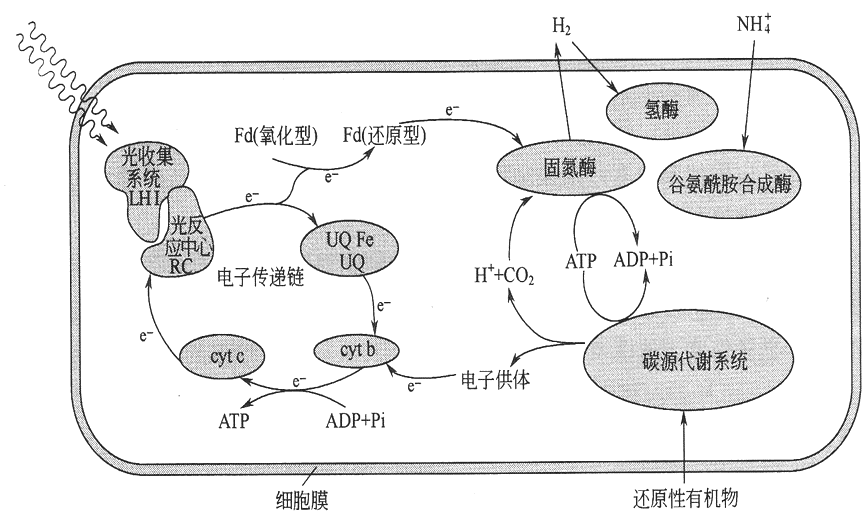 H₂
NH₄⁺
氢酶
e⁻
Fd(氧化型)
Fd(还原型)
光收集
系统
LH I
e⁻
固氮酶
谷氨酰胺合成酶
e⁻
光反
应中心
RC
UQ Fe
UQ
电子传递链
H⁺+CO₂
ATP
ADP+Pi
e⁻
e⁻
cyt c
cyt b
碳源代谢系统
e⁻
e⁻
电子供体
ATP
ADP+Pi
细胞膜
还原性有机物